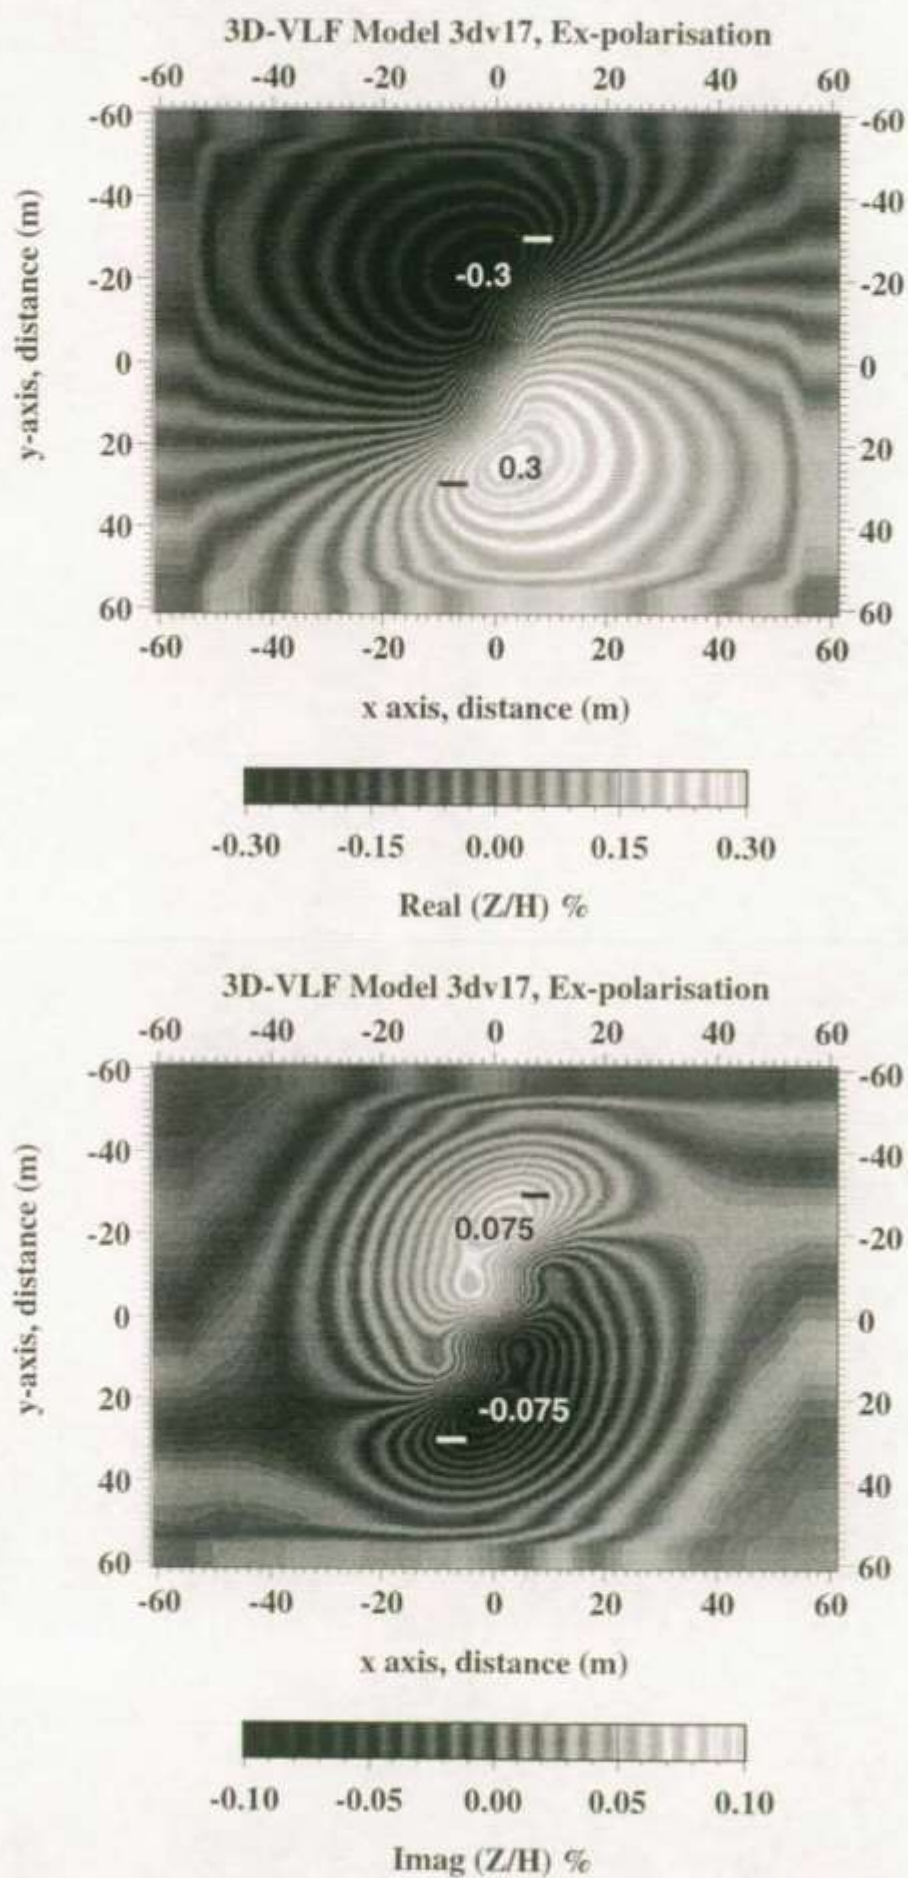 3D-VLF Model 3dv17, Ex-polarisation
-60 -40 -20 0 20 40 60
-60 -60
-40 -40
-20 -0.3 -20
0 0
20 0.3 20
40 40
60 60
y-axis, distance (m)
-60 -40 -20 0 20 40 60
x axis, distance (m)
-0.30 -0.15 0.00 0.15 0.30
Real (Z/H) %
3D-VLF Model 3dv17, Ex-polarisation
-60 -40 -20 0 20 40 60
-60 -60
-40 -40
-20 0.075 -20
0 0
20 -0.075 20
40 40
60 60
y-axis, distance (m)
-60 -40 -20 0 20 40 60
x axis, distance (m)
-0.10 -0.05 0.00 0.05 0.10
Imag (Z/H) %